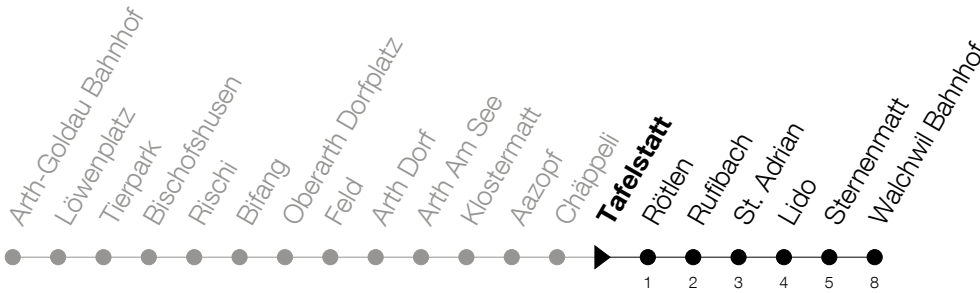 Arth-Goldau Bahnhof
Löwenplatz
Tierpark
Bischofshusen
Rischi
Bifang
Oberarth Dorfplatz
Feld
Arth Dorf
Arth Am See
Klostermatt
Aazopf
Chäppeli
Tafelstatt
Rötlen
Rufibach
St. Adrian
Lido
Sternenmatt
Walchwil Bahnhof
1
2
3
4
5
8